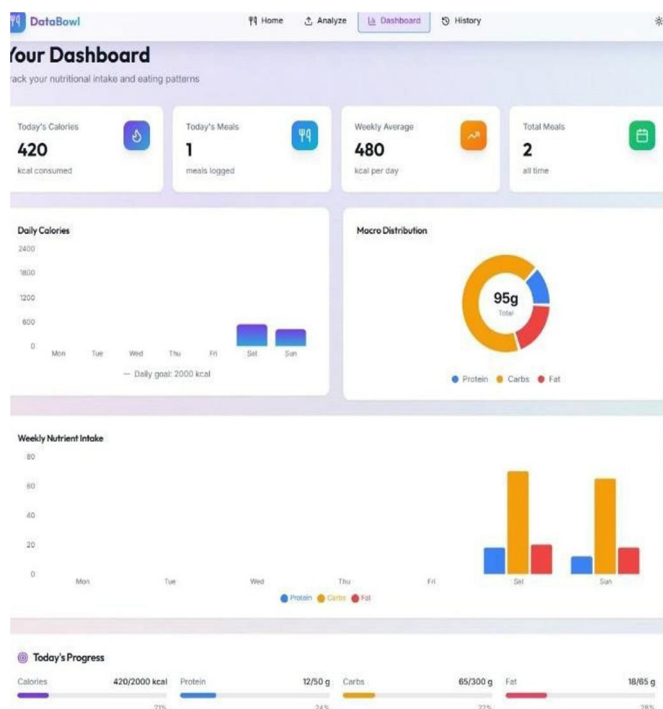 DataBowl
Home Analyze Dashboard History
Your Dashboard
rack your nutritional intake and eating patterns
Today's Calories
420
kcal consumed
Today's Meals
1
meals logged
Weekly Average
480
kcal per day
Total Meals
2
all time
Daily Calories
2400
1800
1200
600
0
Mon Tue Wed Thu Fri Sat Sun
— Daily goal: 2000 kcal
Macro Distribution
95g
Total
Protein Carbs Fat
Weekly Nutrient Intake
80
60
40
20
0
Mon Tue Wed Thu Fri Sat Sun
Protein Carbs Fat
Today's Progress
Calories 420/2000 kcal
21%
Protein 12/50 g
24%
Carbs 65/300 g
22%
Fat 18/65 g
28%